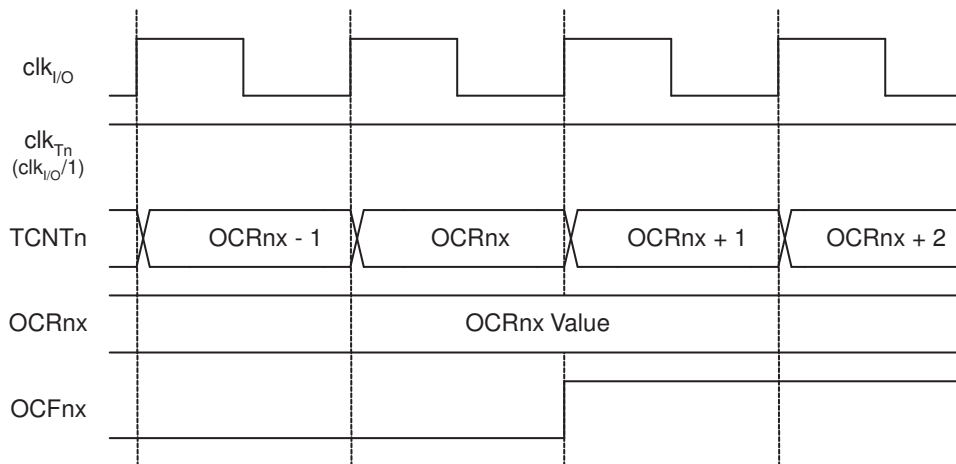 clkI/O
clkTn
(clkI/O/1)
TCNTn
OCRnx - 1
OCRnx
OCRnx + 1
OCRnx + 2
OCRnx
OCRnx Value
OCFnx